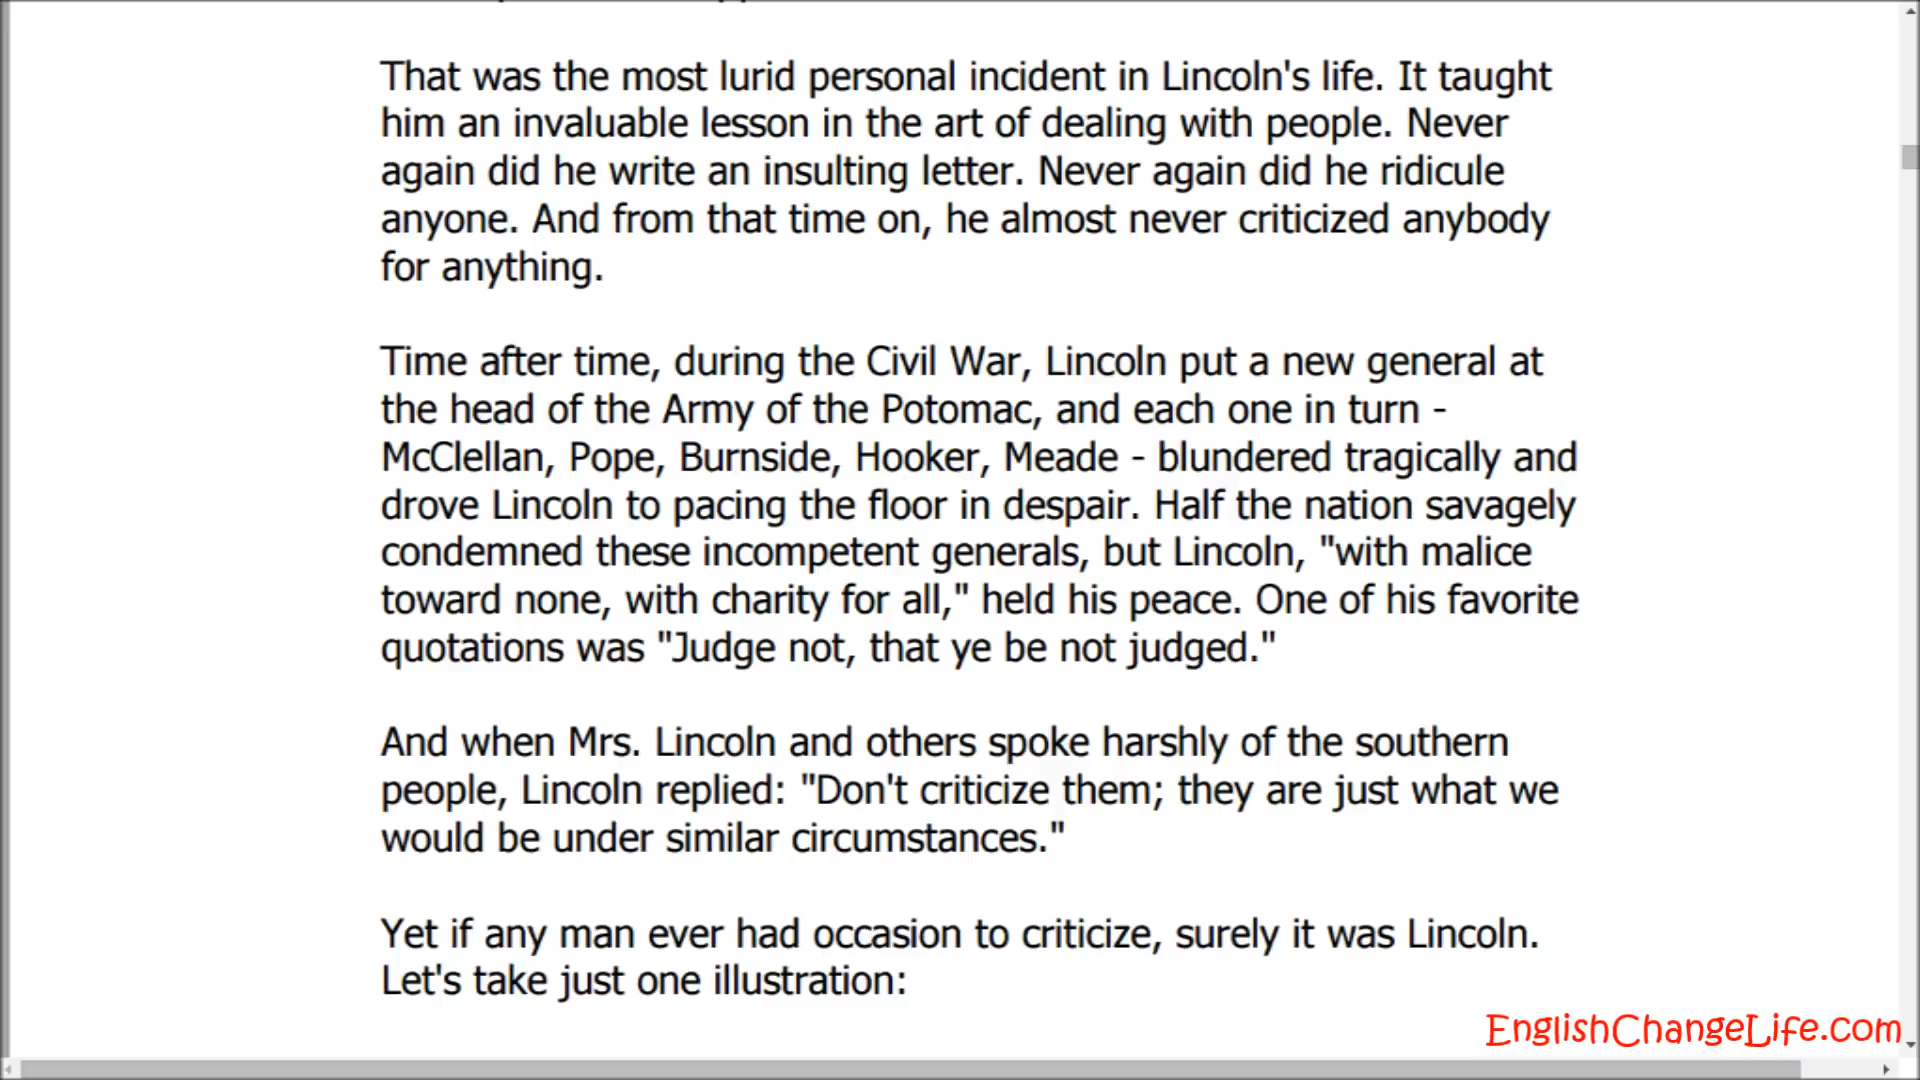 That was the most lurid personal incident in Lincoln's life. It taught
him an invaluable lesson in the art of dealing with people. Never
again did he write an insulting letter. Never again did he ridicule
anyone. And from that time on, he almost never criticized anybody
for anything.
Time after time, during the Civil War, Lincoln put a new general at
the head of the Army of the Potomac, and each one in turn -
McClellan, Pope, Burnside, Hooker, Meade - blundered tragically and
drove Lincoln to pacing the floor in despair. Half the nation savagely
condemned these incompetent generals, but Lincoln, "with malice
toward none, with charity for all," held his peace. One of his favorite
quotations was "Judge not, that ye be not judged."
And when Mrs. Lincoln and others spoke harshly of the southern
people, Lincoln replied: "Don't criticize them; they are just what we
would be under similar circumstances."
Yet if any man ever had occasion to criticize, surely it was Lincoln.
Let's take just one illustration:
EnglishChangeLife.com